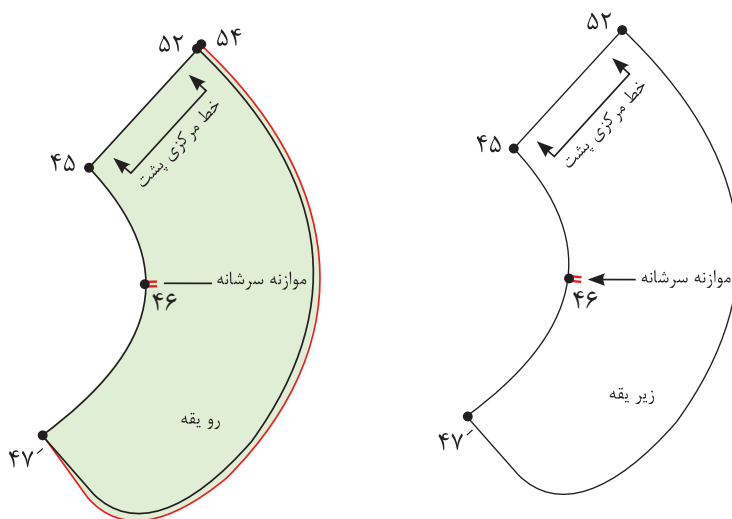 ۵۲
۴۵
خط مرکزی پشت
موازنه سرشانه
۴۶
زیر یقه
۴۷
۵۴
۵۲
۴۵
خط مرکزی پشت
موازنه سرشانه
۴۶
رو یقه
۴۷